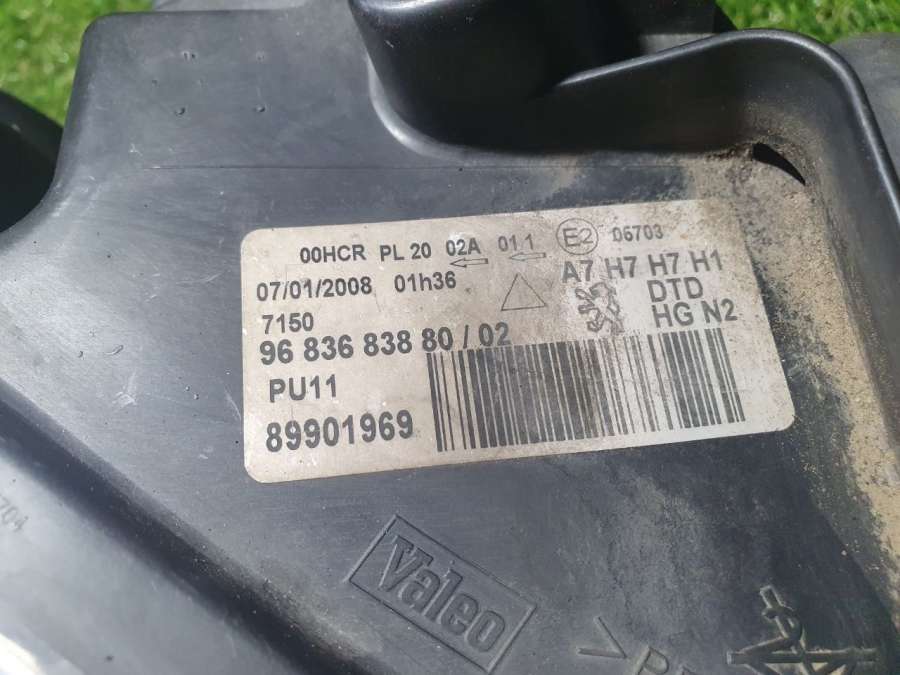 00HCR PL 20 02A 01 1 E2 06703
07/01/2008 01h36
A7 H7 H7 H1
7150
DTD
96 836 838 80 / 02
HG N2
PU11
89901969
704
Valeo